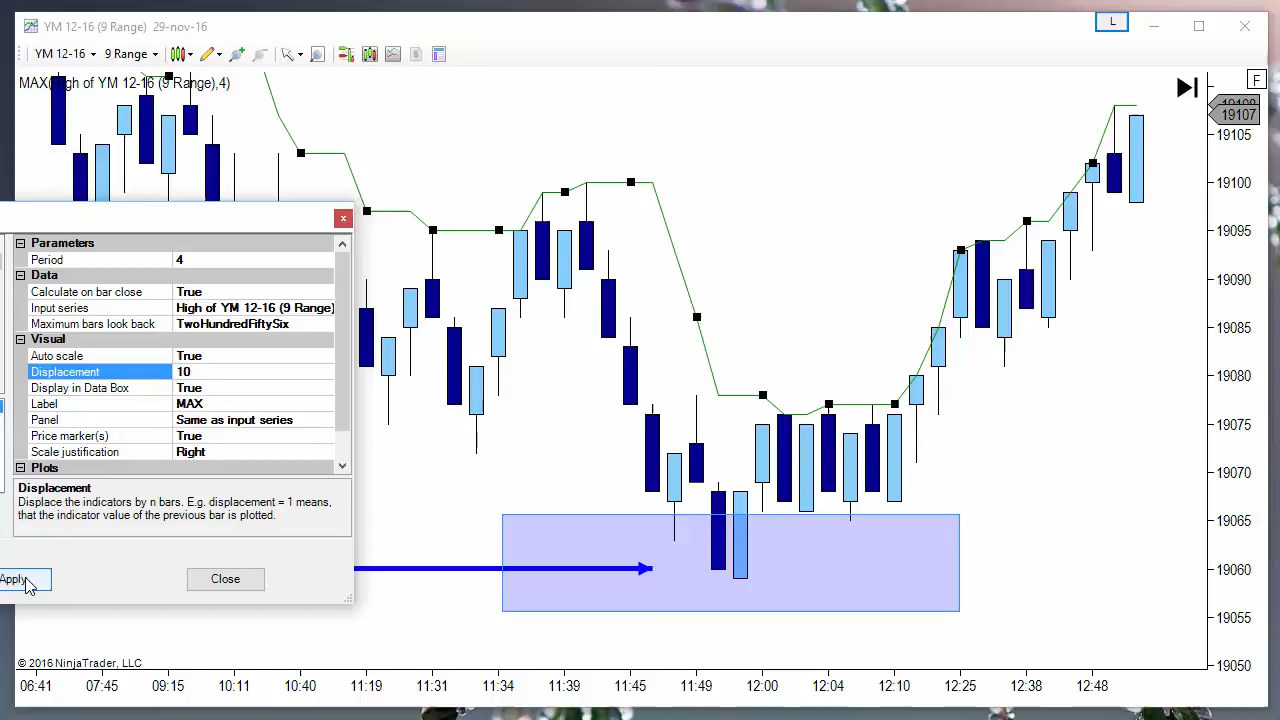 YM 12-16 (9 Range) 29-nov-16
L
YM 12-16 9 Range
MAX(High of YM 12-16 (9 Range),4)
F
19108
19107
19105
19100
19095
19090
19085
19080
19075
19070
19065
19060
19055
19050
Parameters
Period 4
Data
Calculate on bar close True
Input series High of YM 12-16 (9 Range)
Maximum bars look back TwoHundredFiftySix
Visual
Auto scale True
Displacement 10
Display in Data Box True
Label MAX
Panel Same as input series
Price marker(s) True
Scale justification Right
Plots
Displacement
Displace the indicators by n bars. E.g. displacement = 1 means,
that the indicator value of the previous bar is plotted.
Apply Close
© 2016 NinjaTrader, LLC
06:41 07:45 09:15 10:11 10:40 11:19 11:31 11:34 11:39 11:45 11:49 12:00 12:04 12:10 12:25 12:38 12:48